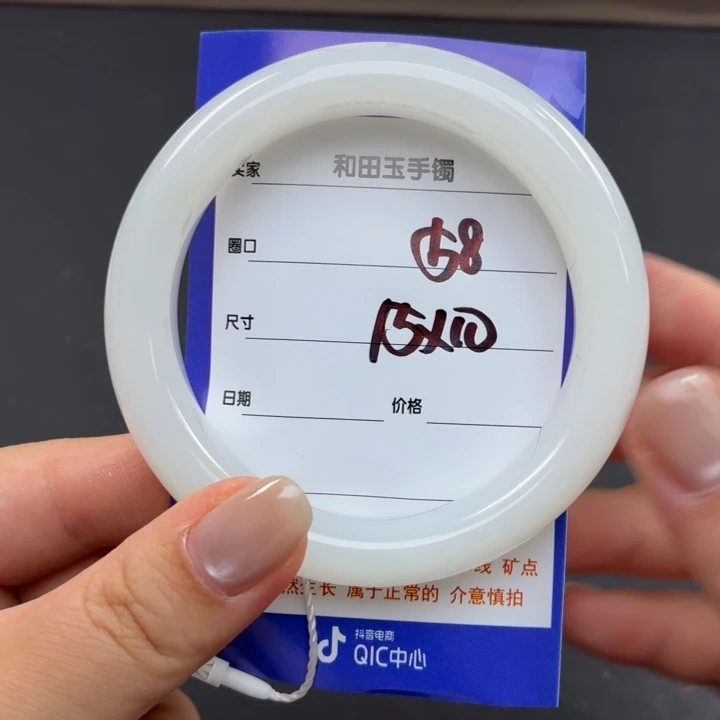 卖家 和田玉手镯
圈口 58
尺寸 15x10
日期 价格
线 矿点
然生长 属于正常的 介意慎拍
抖音电商
QIC中心